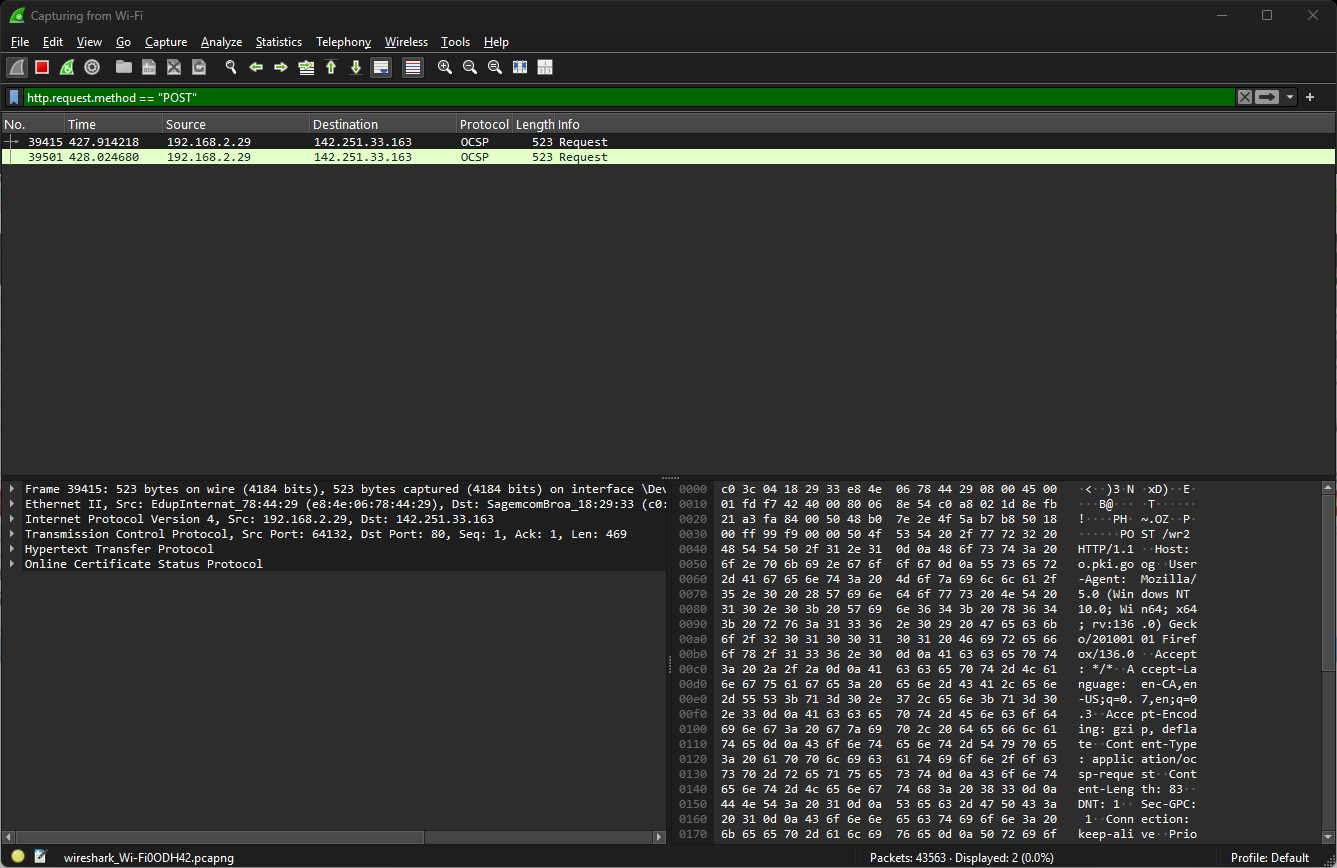 Capturing from Wi-Fi
File Edit View Go Capture Analyze Statistics Telephony Wireless Tools Help
http.request.method == "POST"
No. Time Source Destination Protocol Length Info
39415 427.914218 192.168.2.29 142.251.33.163 OCSP 523 Request
39501 428.024680 192.168.2.29 142.251.33.163 OCSP 523 Request
Frame 39415: 523 bytes on wire (4184 bits), 523 bytes captured (4184 bits) on interface \Dev
Ethernet II, Src: EdupInternat_78:44:29 (e8:4e:06:78:44:29), Dst: SagemcomBroa_18:29:33 (c0:
Internet Protocol Version 4, Src: 192.168.2.29, Dst: 142.251.33.163
Transmission Control Protocol, Src Port: 64132, Dst Port: 80, Seq: 1, Ack: 1, Len: 469
Hypertext Transfer Protocol
Online Certificate Status Protocol
0000 c0 3c 04 18 29 33 e8 4e 06 78 44 29 08 00 45 00 ·<··)3·N ·xD)··E·
0010 01 fd f7 42 40 00 80 06 8e 54 c0 a8 02 1d 8e fb ···B@··· ·T······
0020 21 a3 fa 84 00 50 48 b0 7e 2e 4f 5a b7 b8 50 18 !····PH· ~.OZ··P·
0030 00 ff 99 f9 00 00 50 4f 53 54 20 2f 77 72 32 20 ······PO ST /wr2
0040 48 54 54 50 2f 31 2e 31 0d 0a 48 6f 73 74 3a 20 HTTP/1.1 ··Host:
0050 6f 2e 70 6b 69 2e 67 6f 6f 67 0d 0a 55 73 65 72 o.pki.go og··User
0060 2d 41 67 65 6e 74 3a 20 4d 6f 7a 69 6c 6c 61 2f -Agent: Mozilla/
0070 35 2e 30 20 28 57 69 6e 64 6f 77 73 20 4e 54 20 5.0 (Win dows NT
0080 31 30 2e 30 3b 20 57 69 6e 36 34 3b 20 78 36 34 10.0; Wi n64; x64
0090 3b 20 72 76 3a 31 33 36 2e 30 29 20 47 65 63 6b ; rv:136 .0) Geck
00a0 6f 2f 32 30 31 30 30 31 30 31 20 46 69 72 65 66 o/201001 01 Firef
00b0 6f 78 2f 31 33 36 2e 30 0d 0a 41 63 63 65 70 74 ox/136.0 ··Accept
00c0 3a 20 2a 2f 2a 0d 0a 41 63 63 65 70 74 2d 4c 61 : */*··A ccept-La
00d0 6e 67 75 61 67 65 3a 20 65 6e 2d 43 41 2c 65 6e nguage: en-CA,en
00e0 2d 55 53 3b 71 3d 30 2e 37 2c 65 6e 3b 71 3d 30 -US;q=0. 7,en;q=0
00f0 2e 33 0d 0a 41 63 63 65 70 74 2d 45 6e 63 6f 64 .3··Acce pt-Encod
0100 69 6e 67 3a 20 67 7a 69 70 2c 20 64 65 66 6c 61 ing: gzi p, defla
0110 74 65 0d 0a 43 6f 6e 74 65 6e 74 2d 54 79 70 65 te··Cont ent-Type
0120 3a 20 61 70 70 6c 69 63 61 74 69 6f 6e 2f 6f 63 : applic ation/oc
0130 73 70 2d 72 65 71 75 65 73 74 0d 0a 43 6f 6e 74 sp-reque st··Cont
0140 65 6e 74 2d 4c 65 6e 67 74 68 3a 20 38 33 0d 0a ent-Leng th: 83··
0150 44 4e 54 3a 20 31 0d 0a 53 65 63 2d 47 50 43 3a DNT: 1·· Sec-GPC:
0160 20 31 0d 0a 43 6f 6e 6e 65 63 74 69 6f 6e 3a 20 1··Conn ection:
0170 6b 65 65 70 2d 61 6c 69 76 65 0d 0a 50 72 69 6f keep-ali ve··Prio
wireshark_Wi-Fi0ODH42.pcapng Packets: 43563 · Displayed: 2 (0.0%) Profile: Default